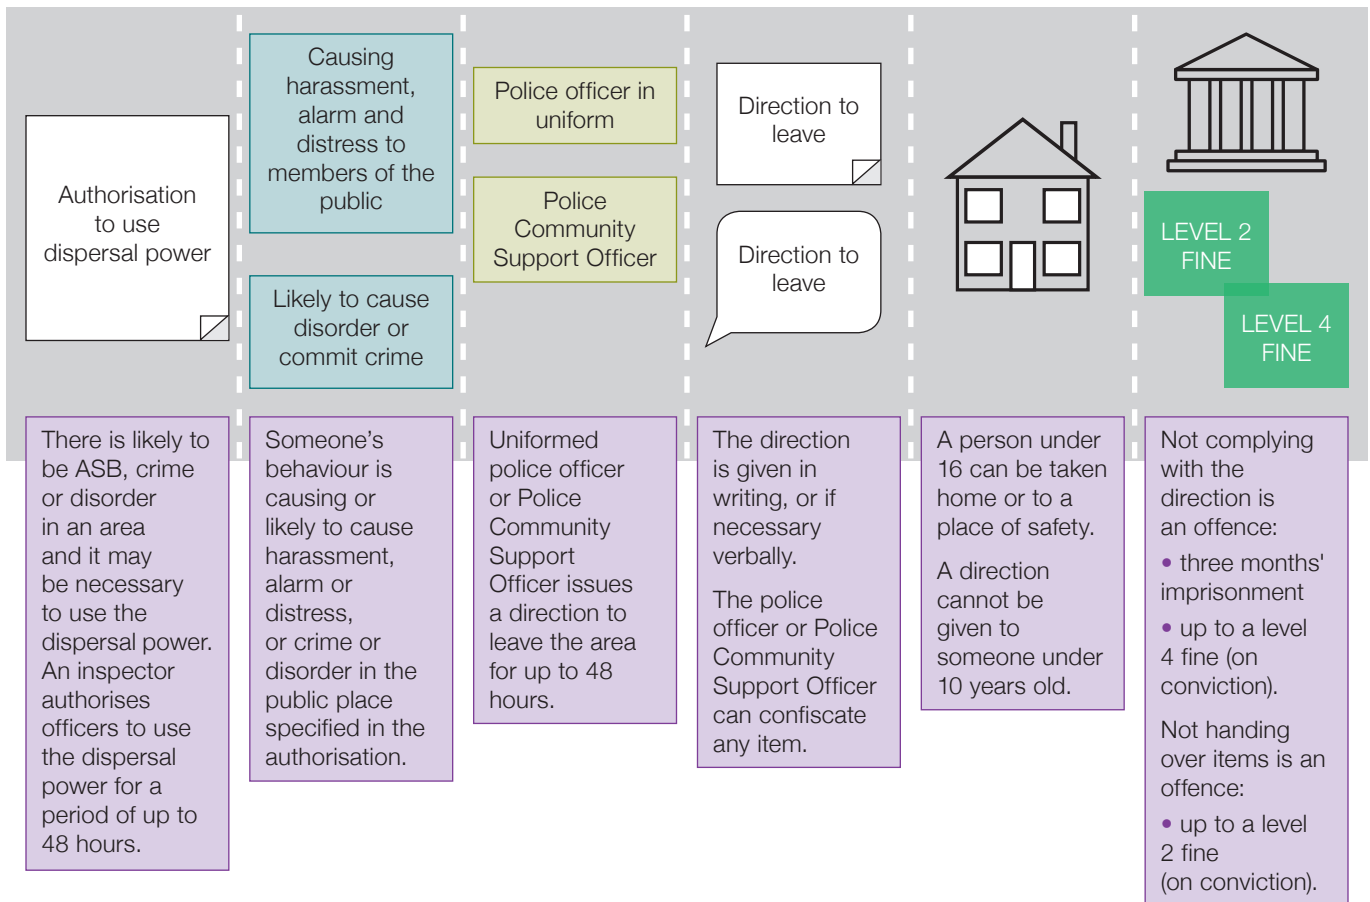 Authorisation
to use
dispersal power
Causing
harassment,
alarm and
distress to
members of the
public
Likely to cause
disorder or
commit crime
Police officer in
uniform
Police
Community
Support Officer
Direction to
leave
Direction to
leave
LEVEL 2
FINE
LEVEL 4
FINE
There is likely to
be ASB, crime
or disorder
in an area
and it may
be necessary
to use the
dispersal power.
An inspector
authorises
officers to use
the dispersal
power for a
period of up to
48 hours.
Someone's
behaviour is
causing or
likely to cause
harassment,
alarm or
distress,
or crime or
disorder in the
public place
specified in the
authorisation.
Uniformed
police officer
or Police
Community
Support
Officer issues
a direction to
leave the area
for up to 48
hours.
The direction
is given in
writing, or if
necessary
verbally.
The police
officer or Police
Community
Support Officer
can confiscate
any item.
A person under
16 can be taken
home or to a
place of safety.
A direction
cannot be
given to
someone under
10 years old.
Not complying
with the
direction is
an offence:
• three months'
imprisonment
• up to a level
4 fine (on
conviction).
Not handing
over items is an
offence:
• up to a level
2 fine
(on conviction).